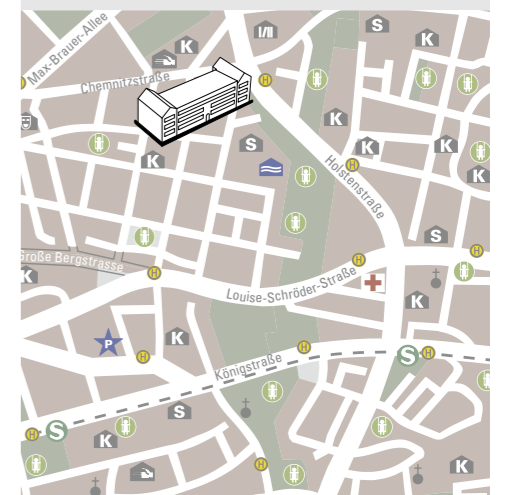 I/II
S
K
K
Max-Brauer-Allee
Chemnitzstraße
H
H
K
K
K
S
K
H
K
Holstenstraße
S
H
Große Bergstrasse
H
H
K
Louise-Schröder-Straße
K
P
K
H
H
S
H
Königstraße
S
H
S
K
K
H
K